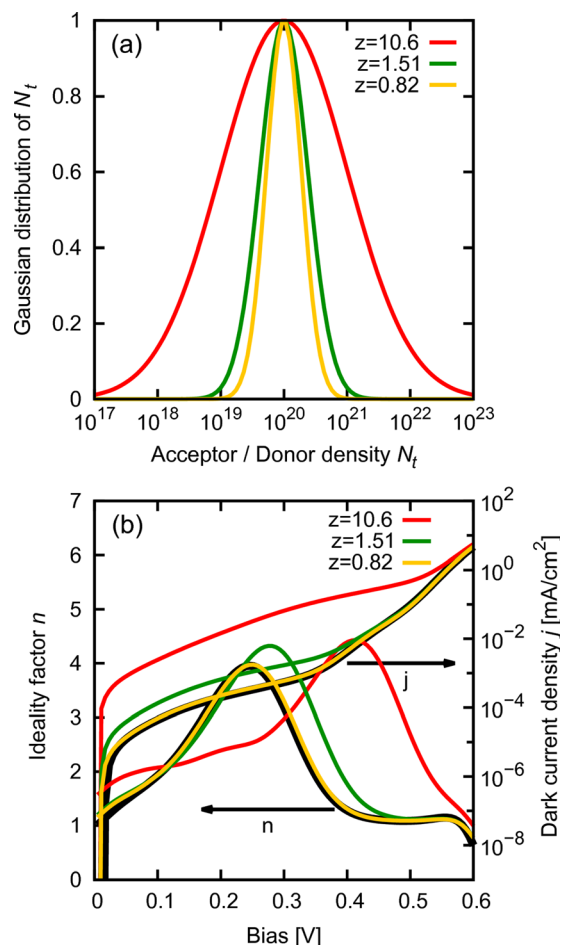 (a)
z=10.6
z=1.51
z=0.82
Gaussian distribution of N_t
1
0.8
0.6
0.4
0.2
0
10^17 10^18 10^19 10^20 10^21 10^22 10^23
Acceptor / Donor density N_t
(b)
z=10.6
z=1.51
z=0.82
Ideality factor n
7
6
5
4
3
2
1
0
10^2
10^0
10^-2
10^-4
10^-6
10^-8
Dark current density j [mA/cm^2]
j
n
0 0.1 0.2 0.3 0.4 0.5 0.6
Bias [V]